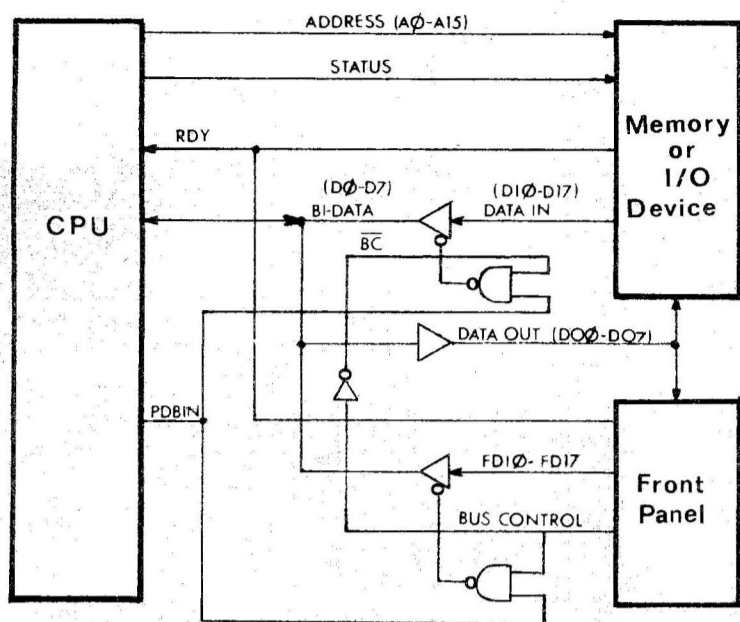 ADDRESS (AØ-A15)
STATUS
RDY
Memory
or
I/O
Device
(DØ-D7)
BI-DATA
(DIØ-DI7)
DATA IN
CPU
BC
DATA OUT (DOØ-DO7)
PDBIN
FDIØ-FDI7
Front
Panel
BUS CONTROL